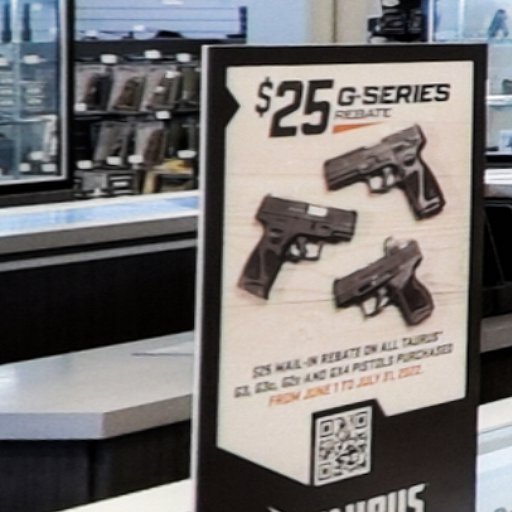 $25 G-SERIES
REBATE
$25 MAIL-IN REBATE ON ALL TAURUS
G3, G3c, G2c AND GX4 PISTOLS PURCHASED
FROM JUNE 1 TO JULY 31, 2022.
TAURUS